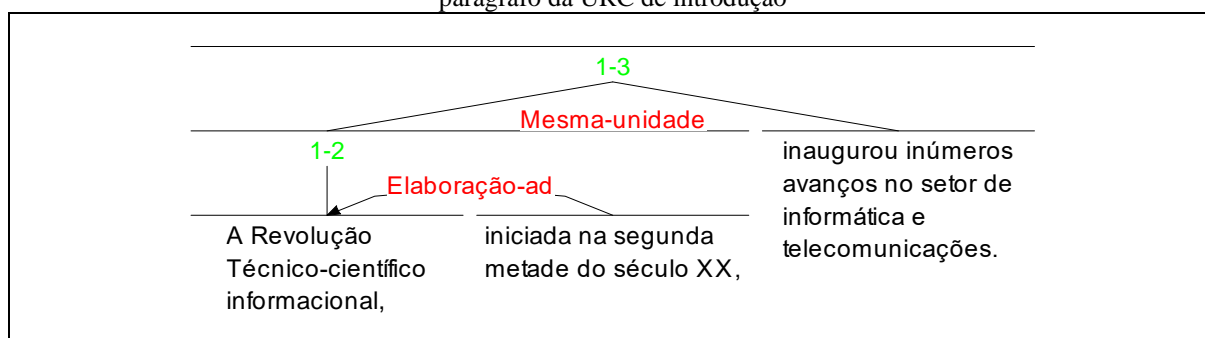 parágrafo da URC de introdução
1-3
Mesma-unidade
1-2
Elaboração-ad
A Revolução
Técnico-científico
informacional,
iniciada na segunda
metade do século XX,
inaugurou inúmeros
avanços no setor de
informática e
telecomunicações.